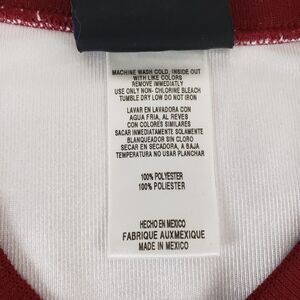 MACHINE WASH COLD, INSIDE OUT
WITH LIKE COLORS
REMOVE IMMEDIATELY
USE ONLY NON- CHLORINE BLEACH
TUMBLE DRY LOW DO NOT IRON
LAVAR EN LAVADORA CON
AGUA FRIA, AL REVES
CON COLORES SIMILARES
SACAR INMEDIATAMENTE SOLAMENTE
BLANQUEADOR SIN CLORO
SECAR EN SECADORA, A BAJA
TEMPERATURA NO USAR PLANCHAR
100% POLYESTER
100% POLIESTER
HECHO EN MEXICO
FABRIQUE AUXMEXIQUE
MADE IN MEXICO